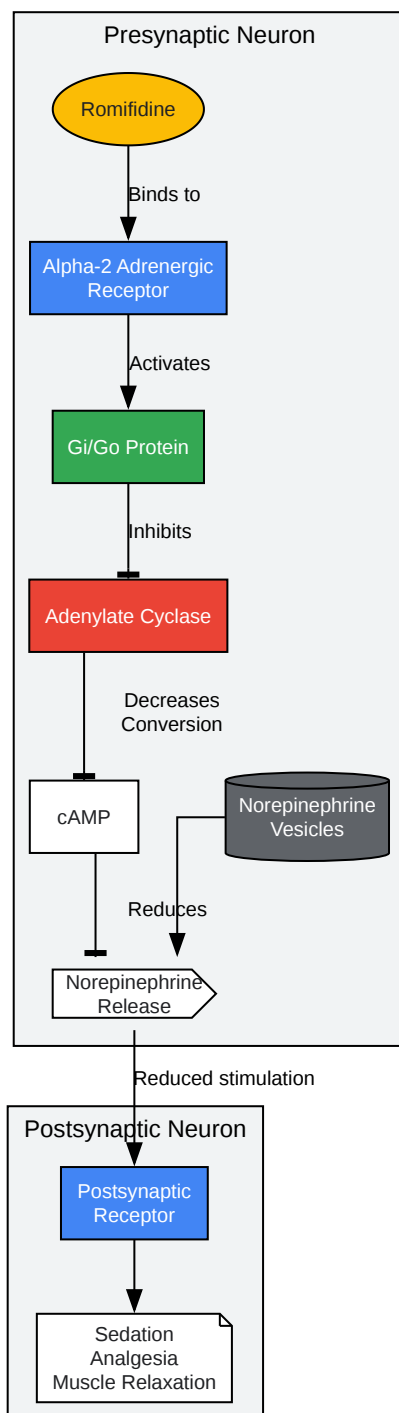 Presynaptic Neuron
Romifidine
Binds to
Alpha-2 Adrenergic
Receptor
Activates
Gi/Go Protein
Inhibits
Adenylate Cyclase
Decreases
Conversion
cAMP
Norepinephrine
Vesicles
Reduces
Norepinephrine
Release
Reduced stimulation
Postsynaptic Neuron
Postsynaptic
Receptor
Sedation
Analgesia
Muscle Relaxation